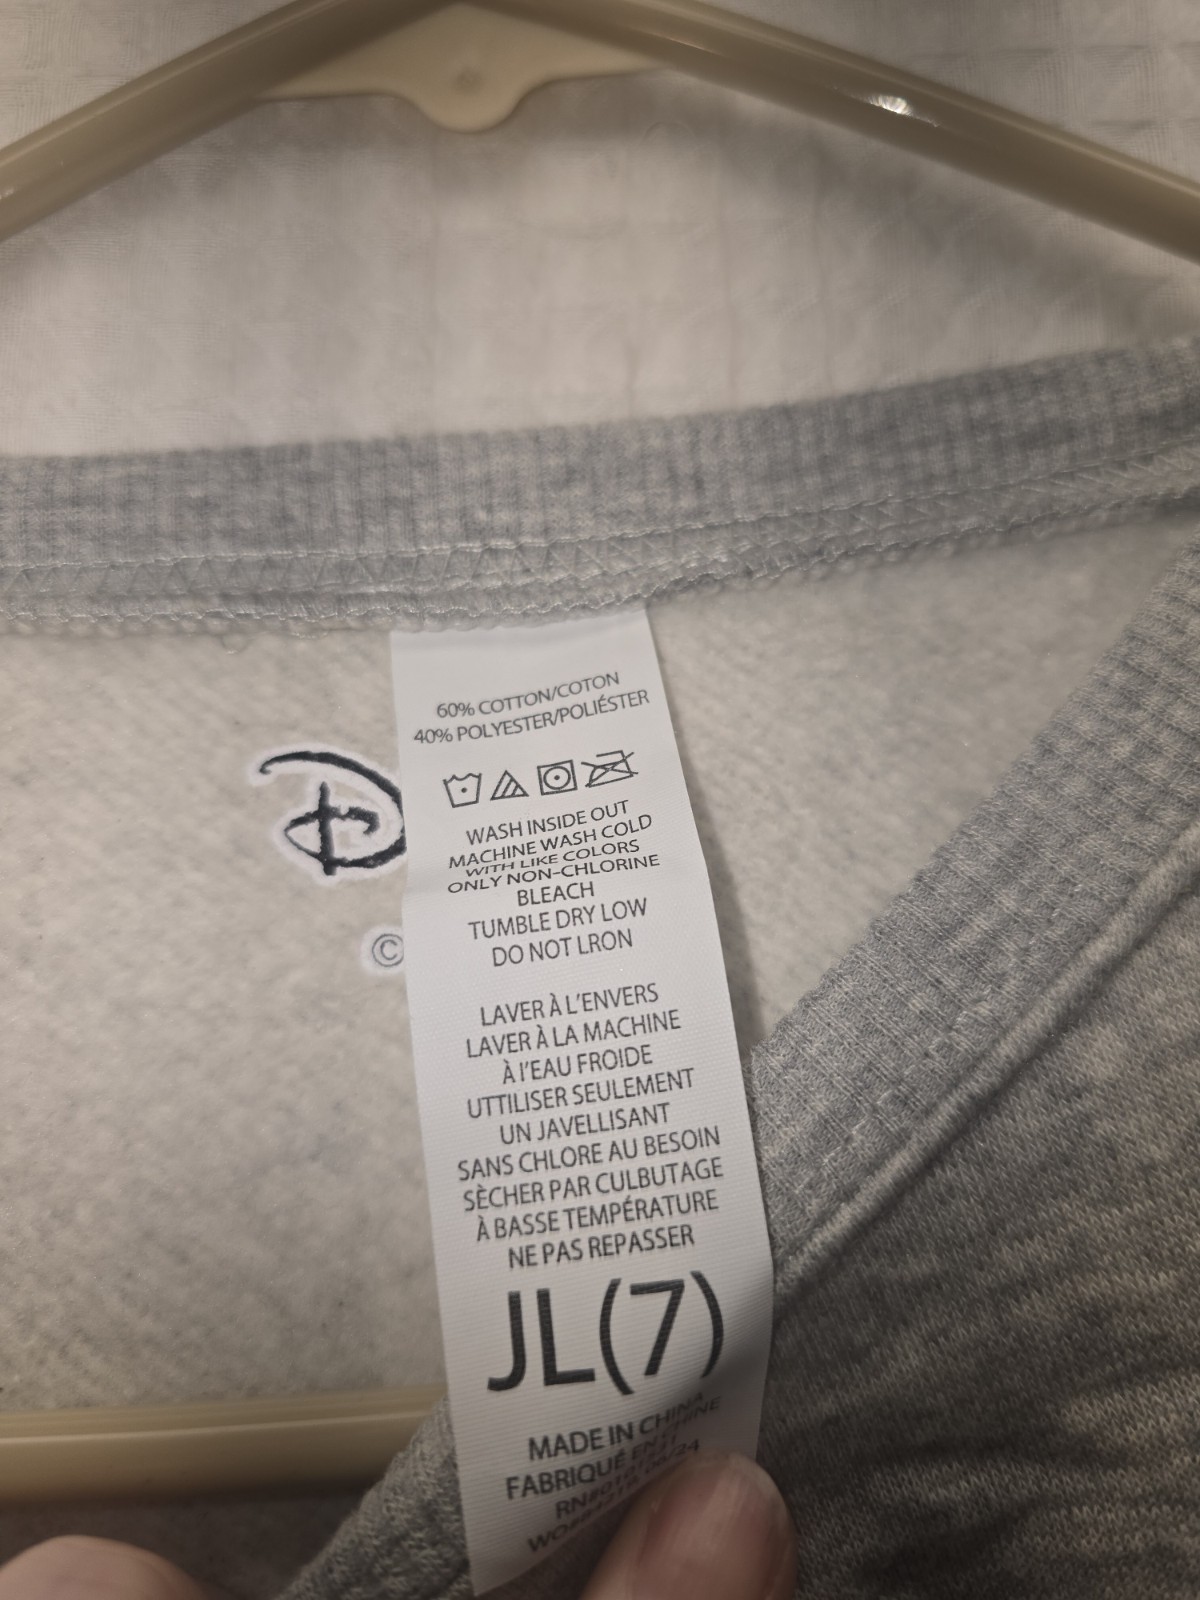 60% COTTON/COTON
40% POLYESTER/POLIÉSTER
WASH INSIDE OUT
MACHINE WASH COLD
WITH LIKE COLORS
ONLY NON-CHLORINE
BLEACH
TUMBLE DRY LOW
DO NOT LRON
LAVER À L'ENVERS
LAVER À LA MACHINE
À I'EAU FROIDE
UTTILISER SEULEMENT
UN JAVELLISANT
SANS CHLORE AU BESOIN
SÈCHER PAR CULBUTAGE
À BASSE TEMPÉRATURE
NE PAS REPASSER
JL(7)
MADE IN CHINA
FABRIQUÉ EN CHINE
D
©